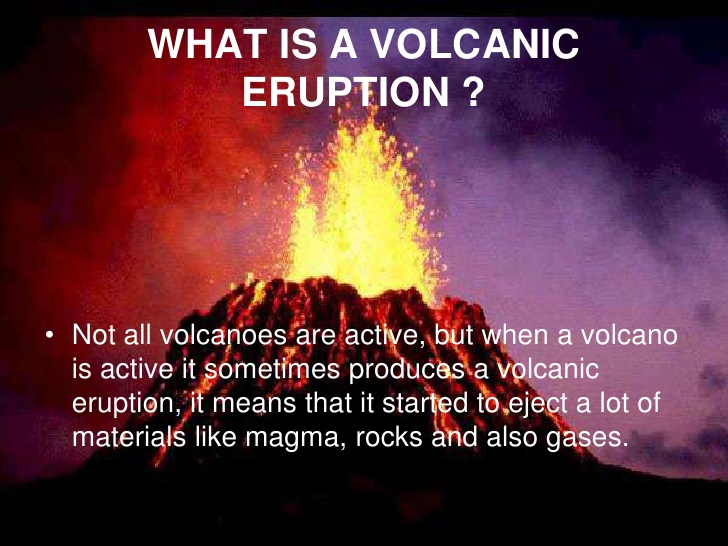 WHAT IS A VOLCANIC
ERUPTION ?
• Not all volcanoes are active, but when a volcano
is active it sometimes produces a volcanic
eruption, it means that it started to eject a lot of
materials like magma, rocks and also gases.